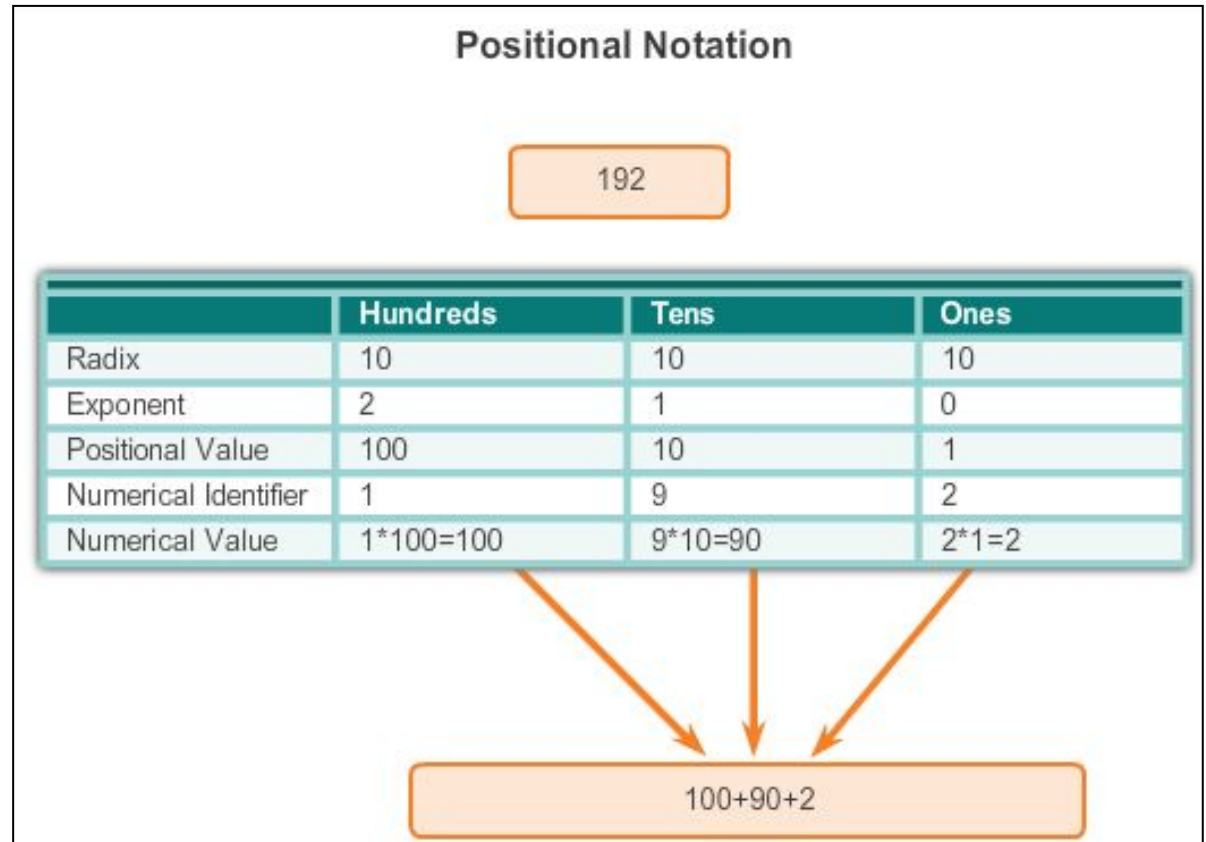 Positional Notation
192
Hundreds Tens Ones
Radix 10 10 10
Exponent 2 1 0
Positional Value 100 10 1
Numerical Identifier 1 9 2
Numerical Value 1*100=100 9*10=90 2*1=2
100+90+2